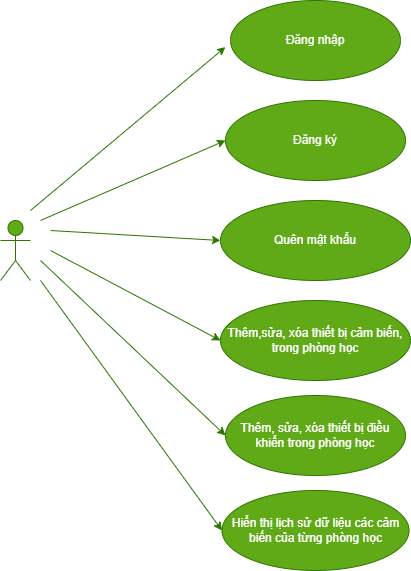 Đăng nhập
Đăng ký
Quên mật khẩu
Thêm,sửa, xóa thiết bị cảm biến,
trong phòng học
Thêm, sửa, xóa thiết bị điều
khiển trong phòng học
Hiển thị lịch sử dữ liệu các cảm
biến của từng phòng học